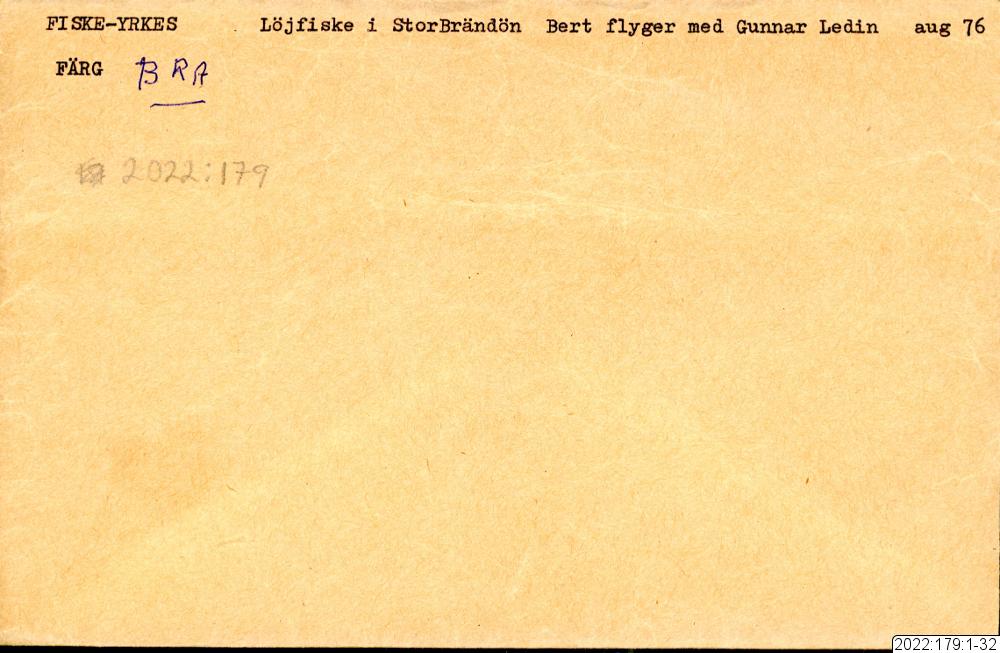 FISKE-YRKES Löjfiske i StorBrändön Bert flyger med Gunnar Ledin aug 76
FÄRG BRA
2022:179
2022:179:1-32